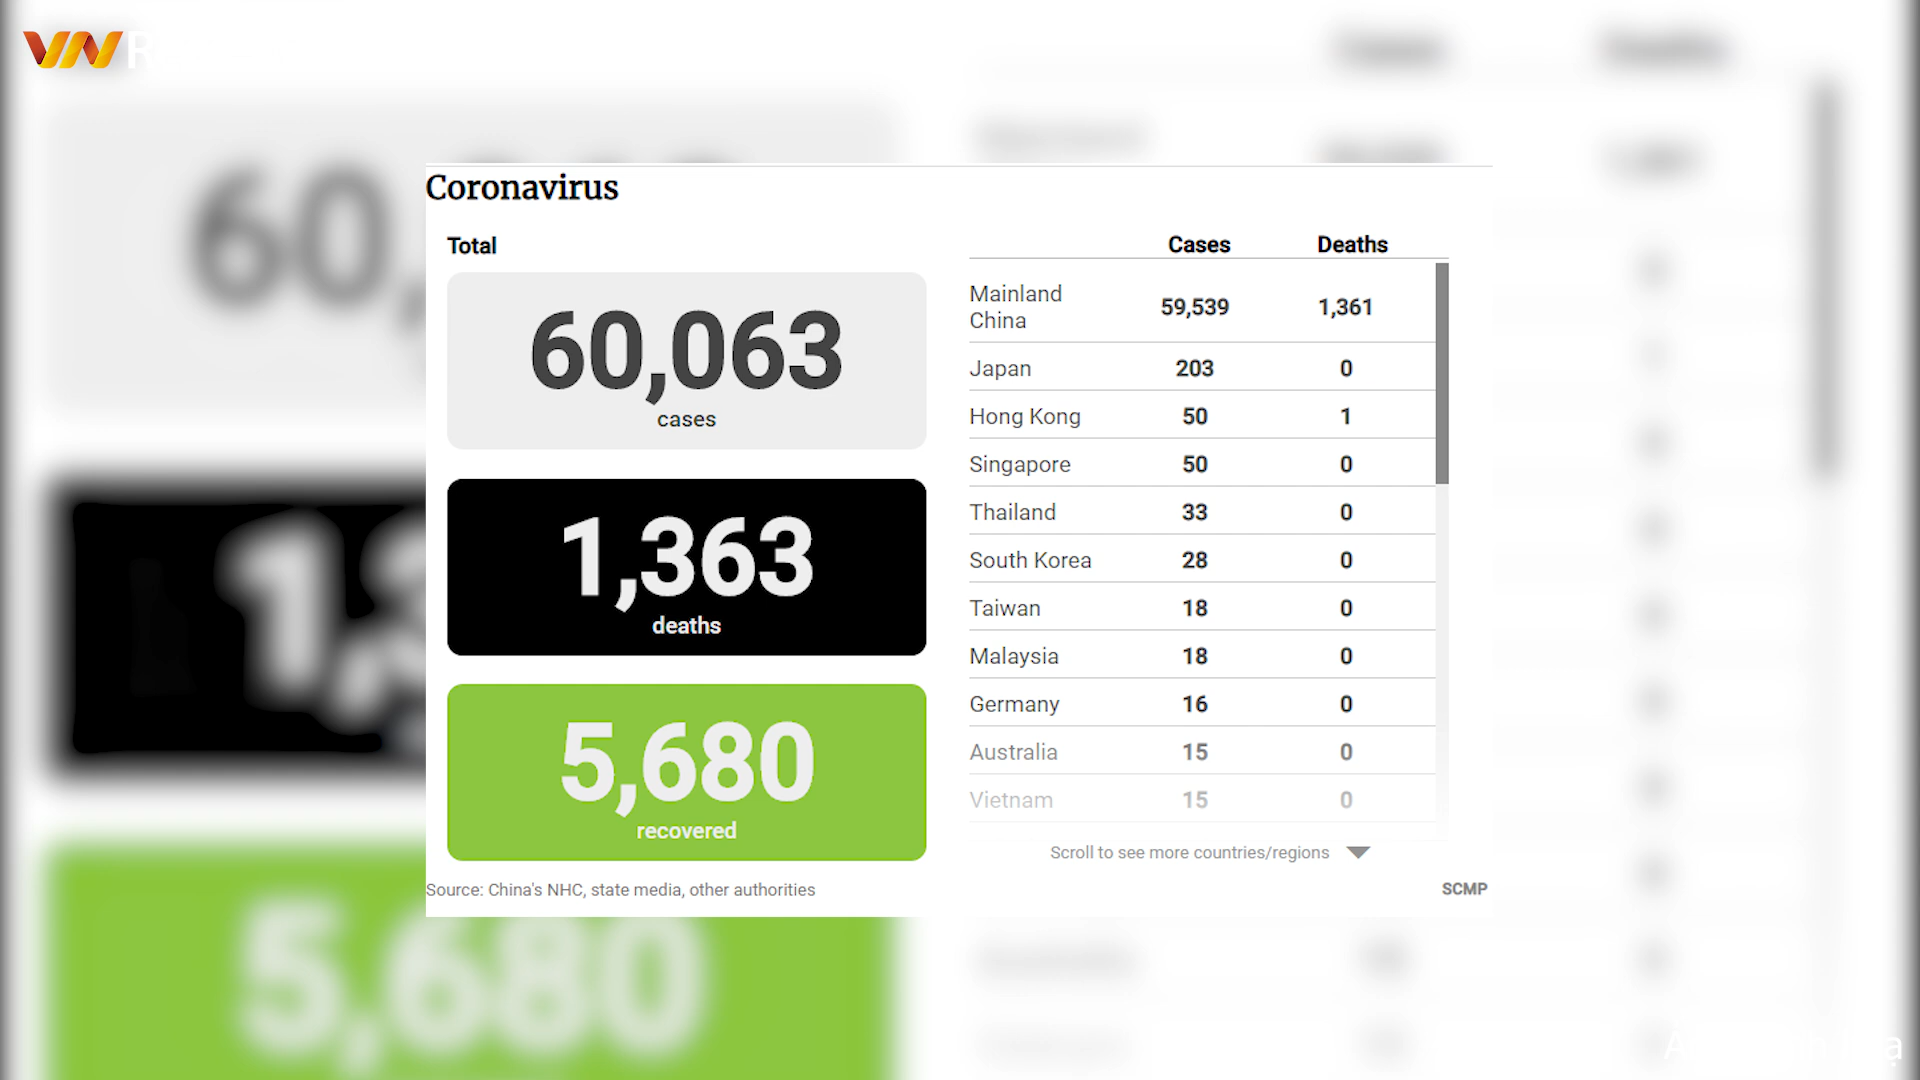 VN
Coronavirus
Total
60,063
cases
1,363
deaths
5,680
recovered
Cases Deaths
Mainland China 59,539 1,361
Japan 203 0
Hong Kong 50 1
Singapore 50 0
Thailand 33 0
South Korea 28 0
Taiwan 18 0
Malaysia 18 0
Germany 16 0
Australia 15 0
Vietnam 15 0
Scroll to see more countries/regions
Source: China's NHC, state media, other authorities
SCMP